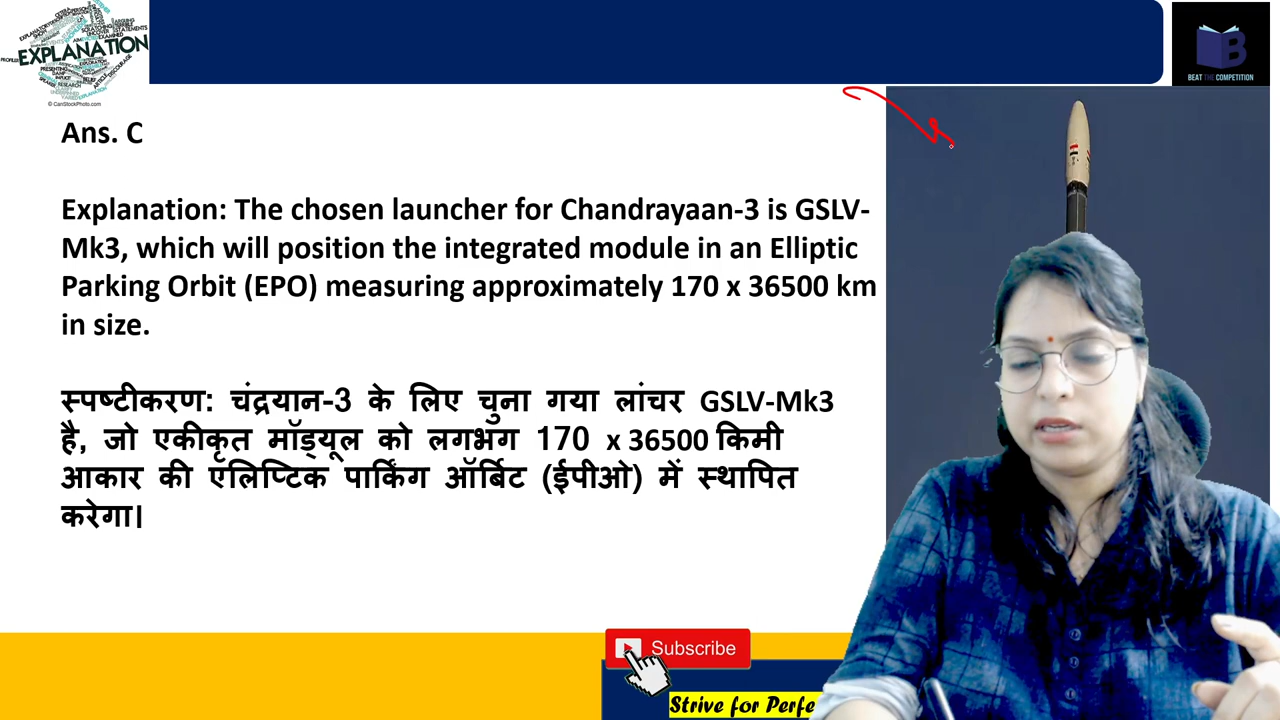 EXPLANATION
© CanStockPhoto.com
BEAT THE COMPETITION
Ans. C
Explanation: The chosen launcher for Chandrayaan-3 is GSLV-
Mk3, which will position the integrated module in an Elliptic
Parking Orbit (EPO) measuring approximately 170 x 36500 km
in size.
स्पष्टीकरण: चंद्रयान-3 के लिए चुना गया लांचर GSLV-Mk3
है, जो एकीकृत मॉड्यूल को लगभग 170 x 36500 किमी
आकार की एलिप्टिक पार्किंग ऑर्बिट (ईपीओ) में स्थापित
करेगा।
Subscribe
Strive for Perfe